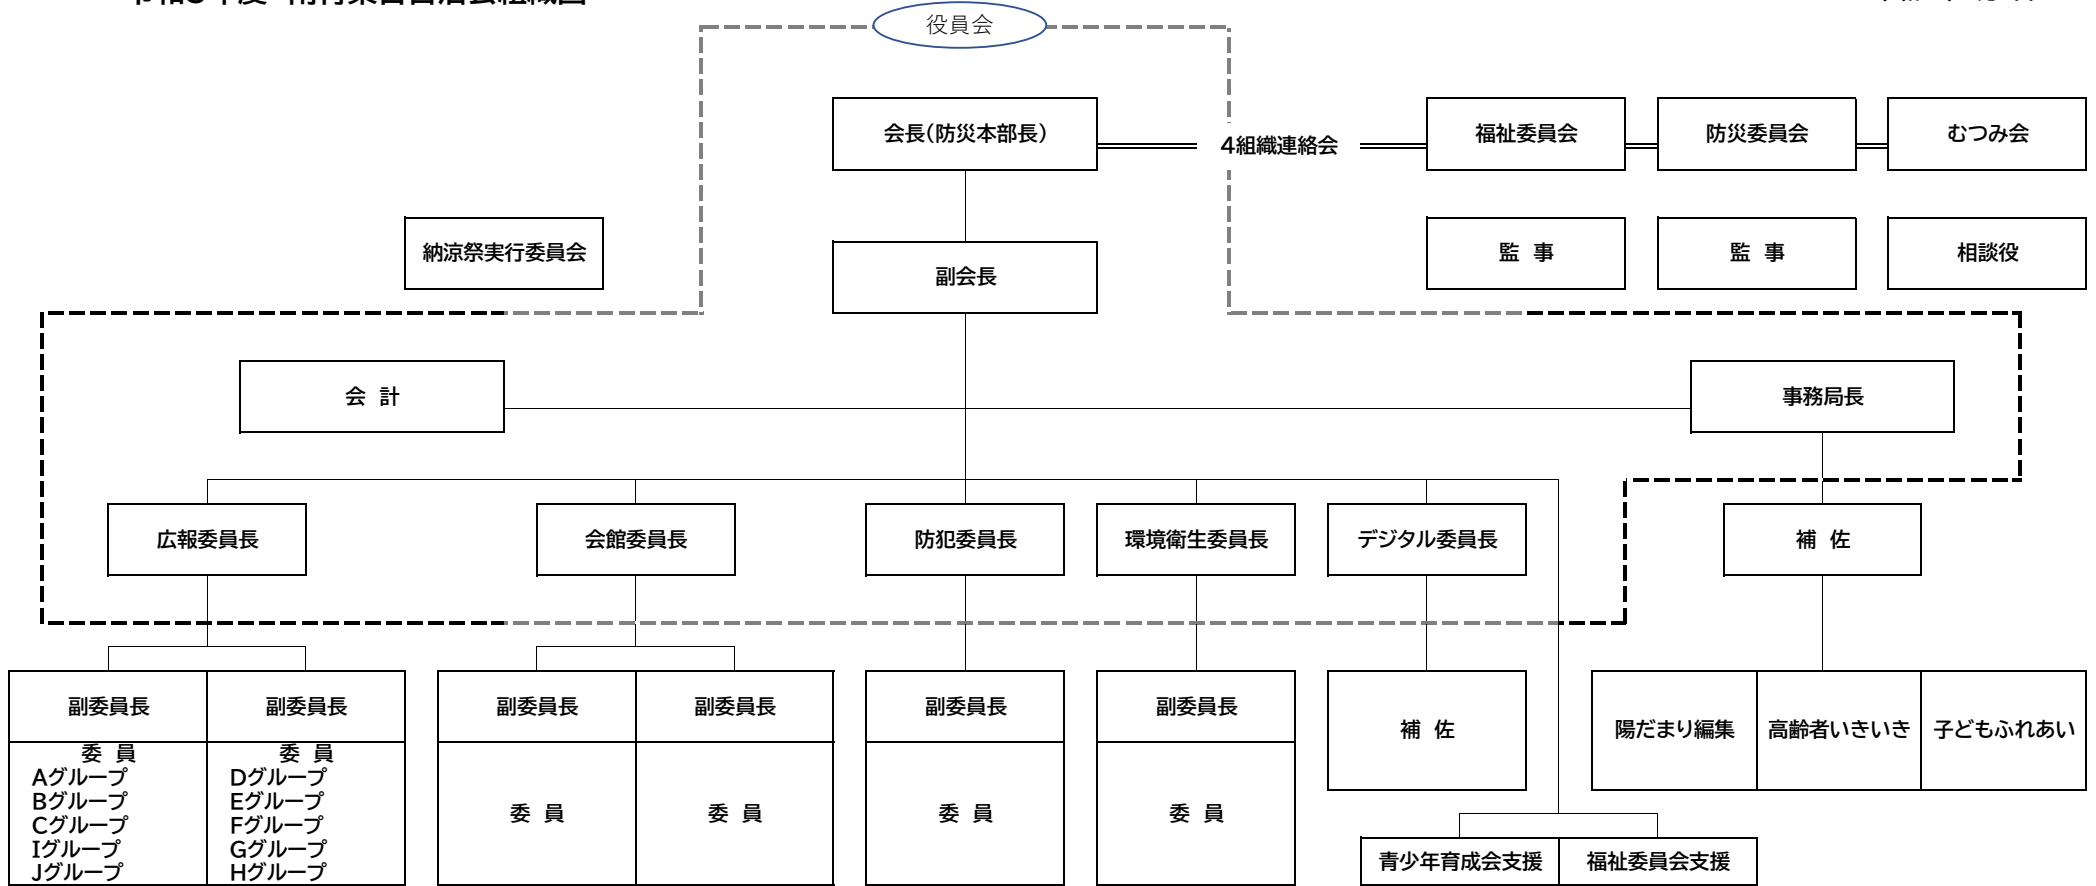 役員会
会長(防災本部長)
4組織連絡会
福祉委員会
防災委員会
むつみ会
納涼祭実行委員会
副会長
監 事
監 事
相談役
会 計
事務局長
広報委員長
会館委員長
防犯委員長
環境衛生委員長
デジタル委員長
補 佐
副委員長
副委員長
副委員長
副委員長
副委員長
副委員長
補 佐
陽だまり編集
高齢者いきいき
子どもふれあい
委 員
Aグループ
Bグループ
Cグループ
Iグループ
Jグループ
委 員
Dグループ
Eグループ
Fグループ
Gグループ
Hグループ
委 員
委 員
委 員
委 員
青少年育成会支援
福祉委員会支援